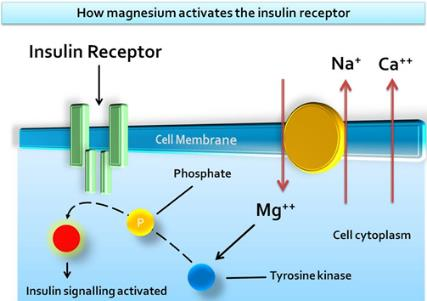 How magnesium activates the insulin receptor
Insulin Receptor
Na⁺
Ca⁺⁺
Cell Membrane
Phosphate
P
Mg⁺⁺
Cell cytoplasm
Tyrosine kinase
Insulin signalling activated